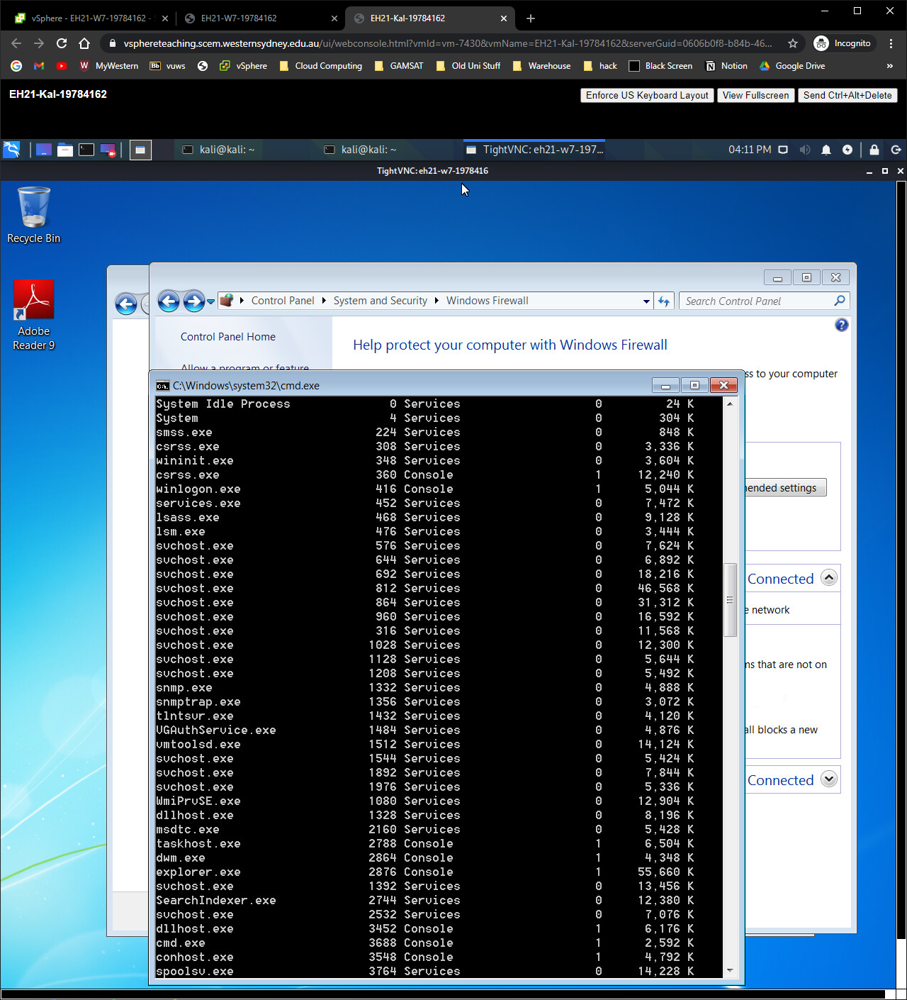 vSphere - EH21-W7-19784162 -
EH21-W7-19784162
EH21-Kal-19784162
vsphereteaching.scem.westernsydney.edu.au/ui/webconsole.html?vmId=vm-7430&vmName=EH21-Kal-19784162&serverGuid=0606b0f8-b84b-46...
Incognito
MyWestern
Bb vuws
vSphere
Cloud Computing
GAMSAT
Old Uni Stuff
Warehouse
hack
Black Screen
Notion
Google Drive
»
EH21-Kal-19784162
Enforce US Keyboard Layout
View Fullscreen
Send Ctrl+Alt+Delete
kali@kali: ~
kali@kali: ~
TightVNC: eh21-w7-197...
04:11 PM
TightVNC: eh21-w7-1978416
Recycle Bin
Adobe
Reader 9
Control Panel
System and Security
Windows Firewall
Search Control Panel
Control Panel Home
Help protect your computer with Windows Firewall
Allow a program or feature
ss to your computer
C:\Windows\system32\cmd.exe
System Idle Process 0 Services 0 24 K
System 4 Services 0 304 K
smss.exe 224 Services 0 848 K
csrss.exe 308 Services 0 3,336 K
wininit.exe 348 Services 0 3,604 K
csrss.exe 360 Console 1 12,240 K
winlogon.exe 416 Console 1 5,044 K
services.exe 452 Services 0 7,472 K
lsass.exe 468 Services 0 9,128 K
lsm.exe 476 Services 0 3,444 K
svchost.exe 576 Services 0 7,624 K
svchost.exe 644 Services 0 6,892 K
svchost.exe 692 Services 0 18,216 K
svchost.exe 812 Services 0 46,568 K
svchost.exe 864 Services 0 31,312 K
svchost.exe 960 Services 0 16,592 K
svchost.exe 316 Services 0 11,568 K
svchost.exe 1028 Services 0 12,300 K
svchost.exe 1128 Services 0 5,644 K
svchost.exe 1208 Services 0 5,492 K
snmp.exe 1332 Services 0 4,888 K
snmptrap.exe 1356 Services 0 3,072 K
tlntsvr.exe 1432 Services 0 4,120 K
VGAuthService.exe 1484 Services 0 4,876 K
vmtoolsd.exe 1512 Services 0 14,124 K
svchost.exe 1544 Services 0 5,424 K
svchost.exe 1892 Services 0 7,844 K
svchost.exe 1976 Services 0 5,336 K
WmiPrvSE.exe 1080 Services 0 12,904 K
dllhost.exe 1328 Services 0 8,196 K
msdtc.exe 2160 Services 0 5,428 K
taskhost.exe 2788 Console 1 6,504 K
dwm.exe 2864 Console 1 4,348 K
explorer.exe 2876 Console 1 55,660 K
svchost.exe 1392 Services 0 13,456 K
SearchIndexer.exe 2744 Services 0 12,380 K
svchost.exe 2532 Services 0 7,076 K
dllhost.exe 3452 Console 1 6,176 K
cmd.exe 3688 Console 1 2,592 K
conhost.exe 3548 Console 1 4,792 K
spoolsv.exe 3764 Services 0 14,228 K
mended settings
Connected
e network
ms that are not on
all blocks a new
Connected